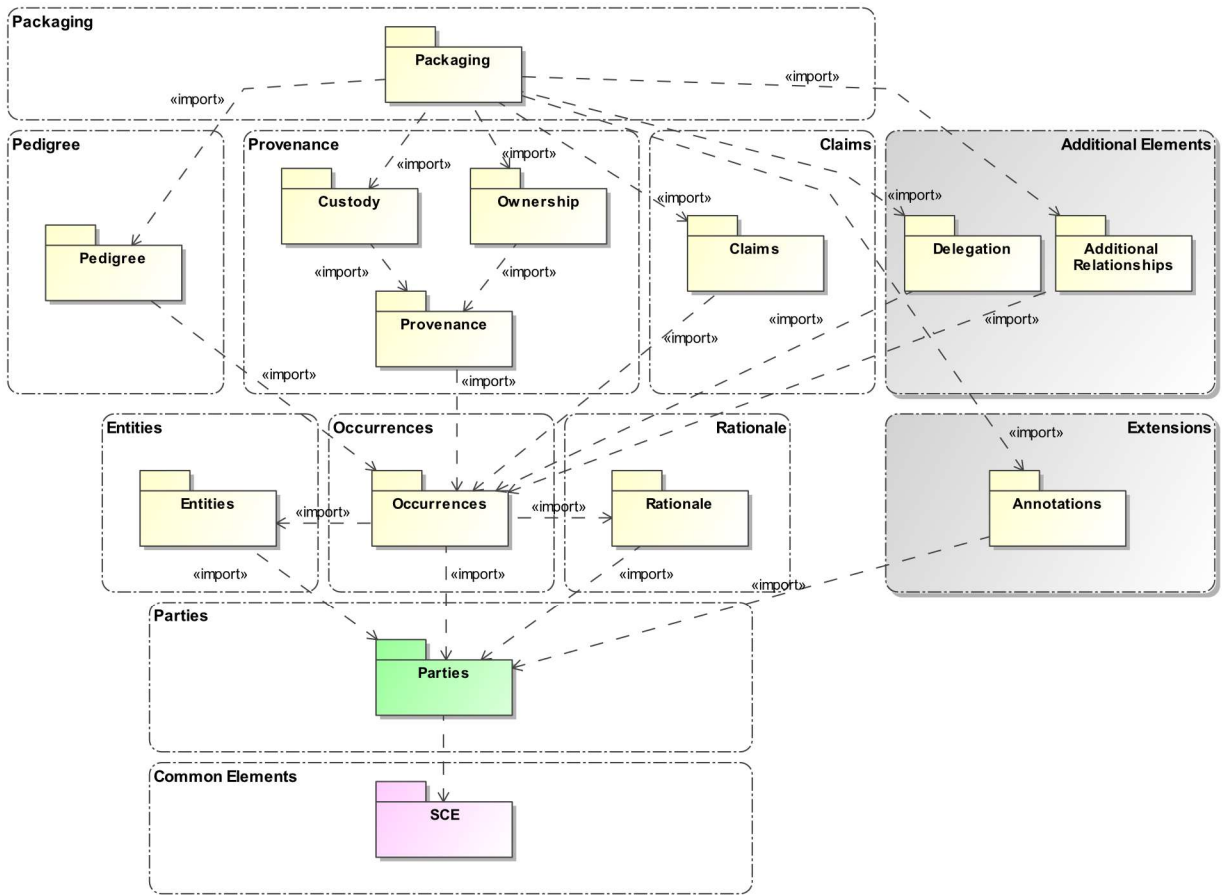 Packaging
Packaging
«import»
«import»
Pedigree
Provenance
Claims
Additional Elements
«import»
«import»
Custody
Ownership
«import»
«import»
Pedigree
Claims
Delegation
Additional
Relationships
«import»
«import»
Provenance
«import»
«import»
«import»
«import»
«import»
Entities
Occurrences
Rationale
Extensions
«import»
Entities
Occurrences
Rationale
Annotations
«import»
«import»
«import»
«import»
«import»
«import»
Parties
Parties
Common Elements
SCE